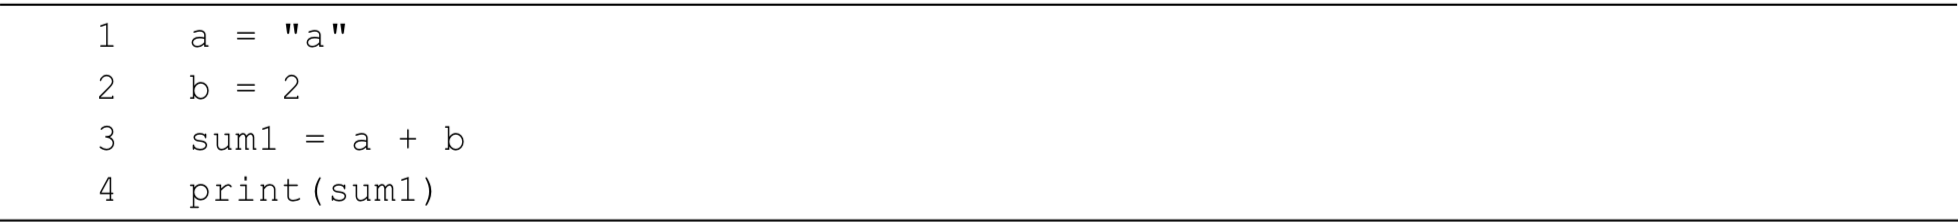 1 a = "a"
2 b = 2
3 sum1 = a + b
4 print(sum1)